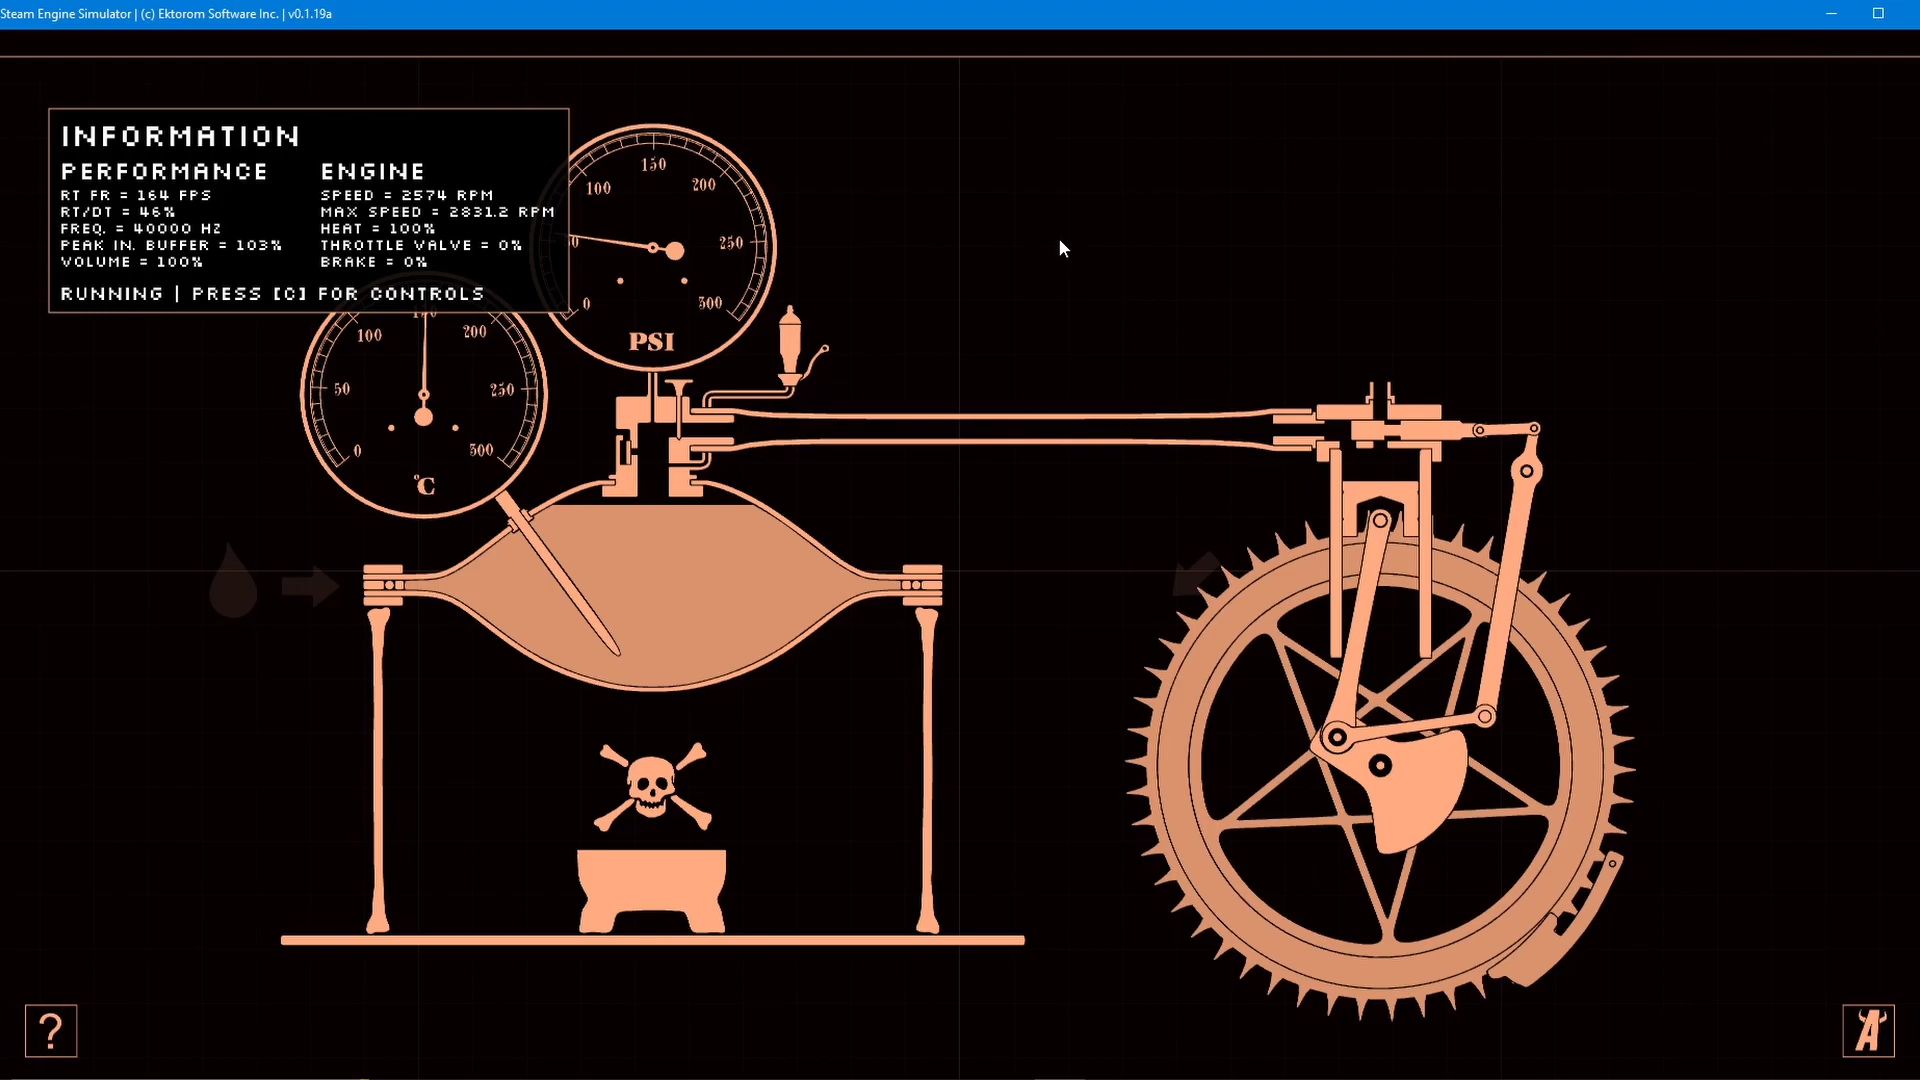 Steam Engine Simulator | (c) Ektorom Software Inc. | v0.1.19a
INFORMATION
PERFORMANCE
RT FR = 164 FPS
RT/DT = 46%
FREQ. = 40000 HZ
PEAK IN. BUFFER = 103%
VOLUME = 100%
ENGINE
SPEED = 2574 RPM
MAX SPEED = 2831.2 RPM
HEAT = 100%
THROTTLE VALVE = 0%
BRAKE = 0%
RUNNING | PRESS [C] FOR CONTROLS
150
100 200
250
0 300
PSI
100 200
50 250
0 300
°C
?
A